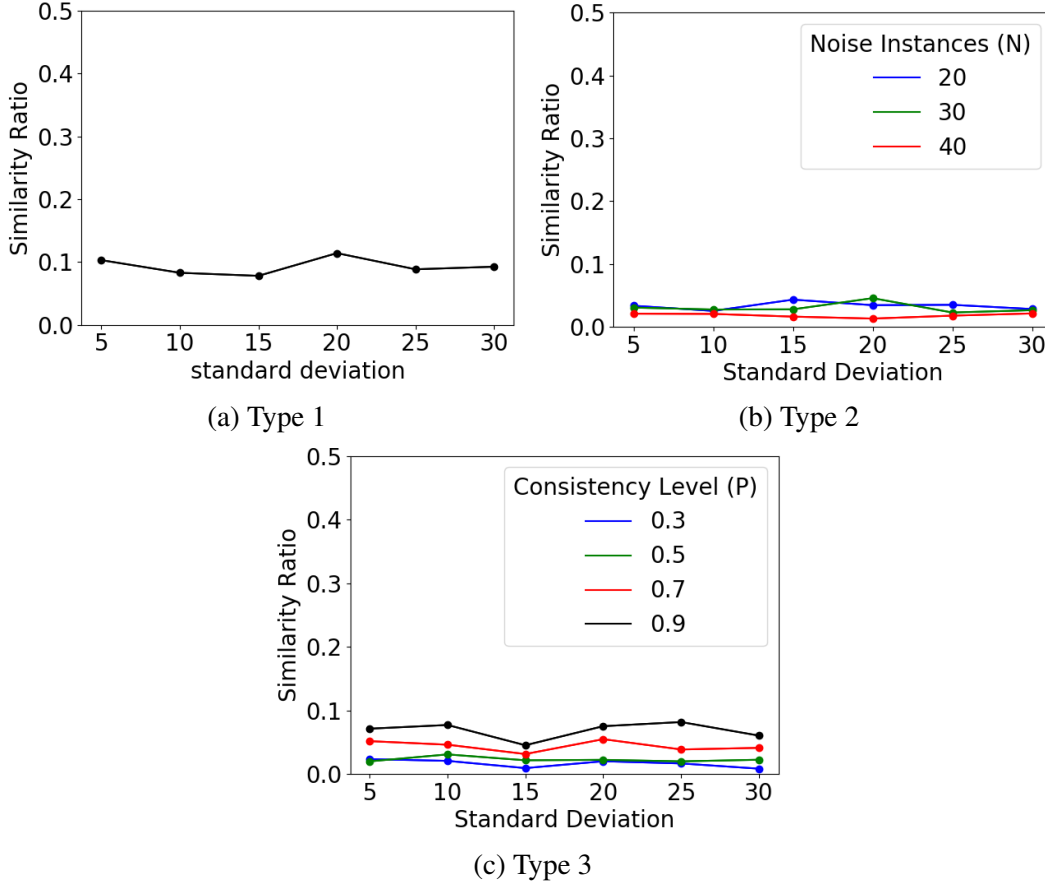 0.5
0.4
0.3
0.2
0.1
0.0
Similarity Ratio
5 10 15 20 25 30
standard deviation
(a) Type 1
0.5
0.4
0.3
0.2
0.1
0.0
Similarity Ratio
Noise Instances (N)
20
30
40
5 10 15 20 25 30
Standard Deviation
(b) Type 2
0.5
0.4
0.3
0.2
0.1
0.0
Similarity Ratio
Consistency Level (P)
0.3
0.5
0.7
0.9
5 10 15 20 25 30
Standard Deviation
(c) Type 3